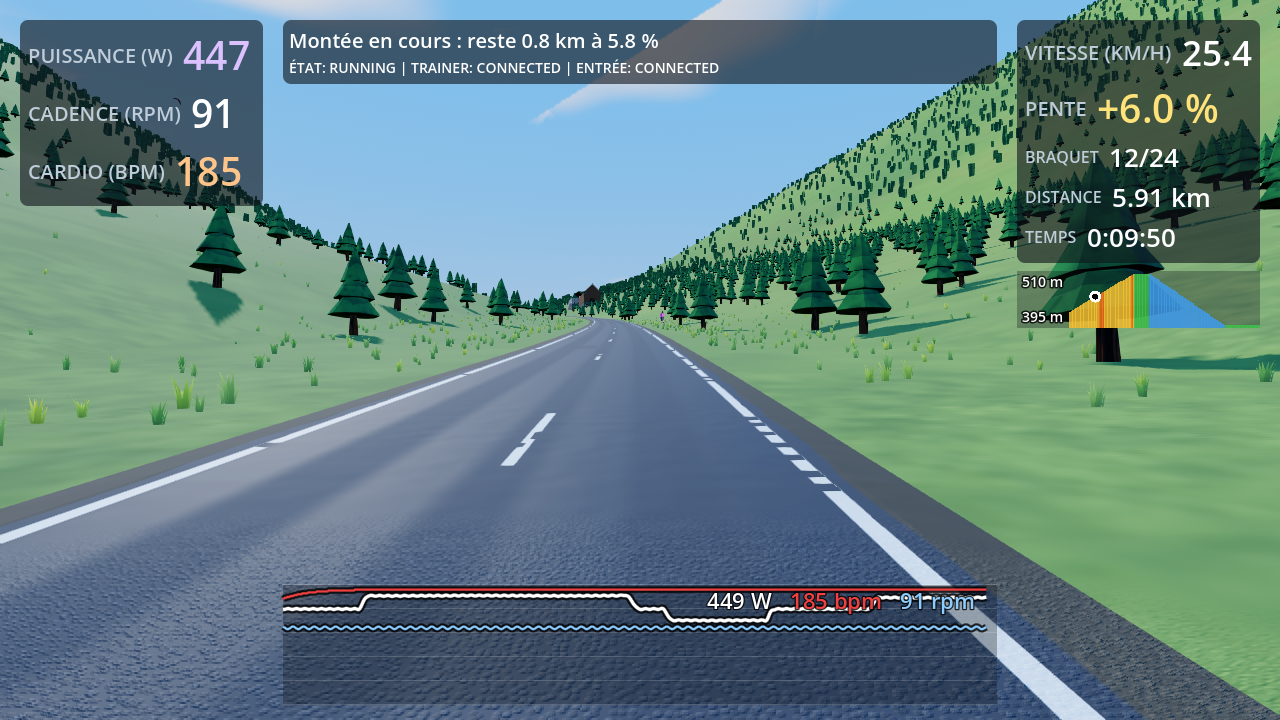 PUISSANCE (W) 447
CADENCE (RPM) 91
CARDIO (BPM) 185
Montée en cours : reste 0.8 km à 5.8 %
ÉTAT: RUNNING | TRAINER: CONNECTED | ENTRÉE: CONNECTED
VITESSE (KM/H) 25.4
PENTE +6.0 %
BRAQUET 12/24
DISTANCE 5.91 km
TEMPS 0:09:50
510 m
395 m
449 W 185 bpm 91 rpm